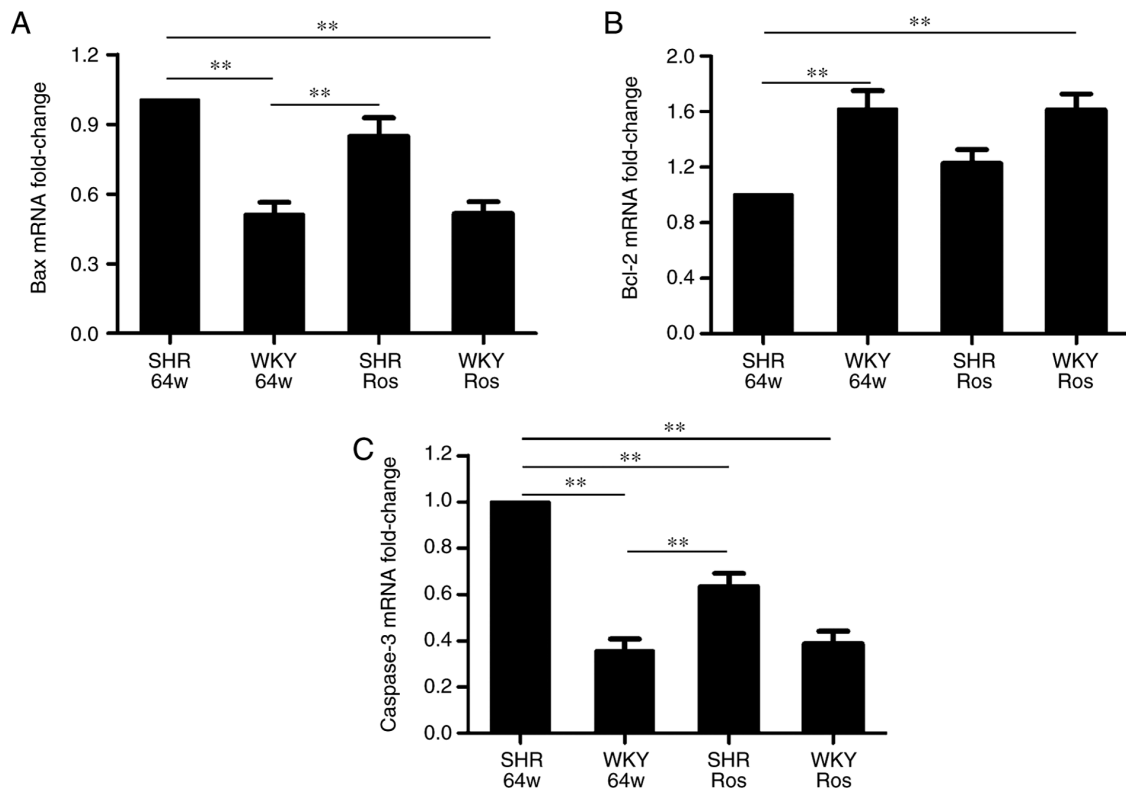 A
Bax mRNA fold-change
1.2
0.9
0.6
0.3
0.0
**
**
**
SHR
64w
WKY
64w
SHR
Ros
WKY
Ros
B
Bcl-2 mRNA fold-change
2.0
1.6
1.2
0.8
0.4
0.0
**
**
SHR
64w
WKY
64w
SHR
Ros
WKY
Ros
C
Caspase-3 mRNA fold-change
1.2
1.0
0.8
0.6
0.4
0.2
0.0
**
**
**
**
SHR
64w
WKY
64w
SHR
Ros
WKY
Ros